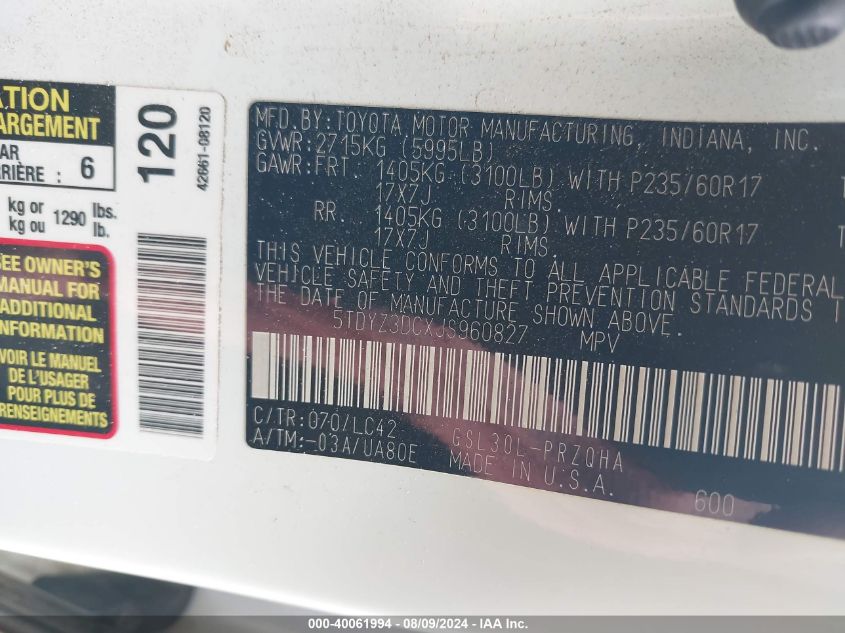 ATION
ARGEMENT
AR
RRIÈRE : 6
kg or 1290 lbs.
kg ou lb.
SEE OWNER'S
MANUAL FOR
ADDITIONAL
INFORMATION
VOIR LE MANUEL
DE L'USAGER
POUR PLUS DE
RENSEIGNEMENTS
120
42661-08120
MFD. BY: TOYOTA MOTOR MANUFACTURING, INDIANA, INC.
GVWR: 2715KG (5995LB)
GAWR: FRT. 1405KG (3100LB) WITH P235/60R17
17X7J RIMS
RR. 1405KG (3100LB) WITH P235/60R17
17X7J RIMS.
THIS VEHICLE CONFORMS TO ALL APPLICABLE FEDERAL
VEHICLE SAFETY AND THEFT PREVENTION STANDARDS I
THE DATE OF MANUFACTURE SHOWN ABOVE.
5TDYZ3DCXJS960827 MPV
C/TR: 070/LC42 GSL30L-PRZQHA
A/TM: -03A/UA80E MADE IN U.S.A. 600
000-40061994 - 08/09/2024 - IAA Inc.